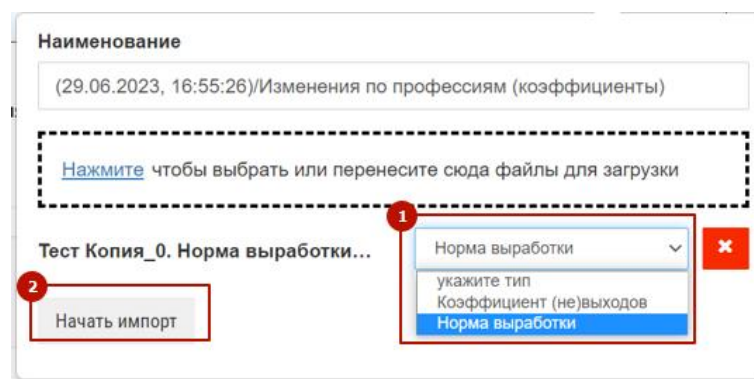 Наименование
(29.06.2023, 16:55:26)/Изменения по профессиям (коэффициенты)
Нажмите чтобы выбрать или перенесите сюда файлы для загрузки
1
Тест Копия_0. Норма выработки...
Норма выработки
укажите тип
Коэффициент (не)выходов
Норма выработки
2
Начать импорт